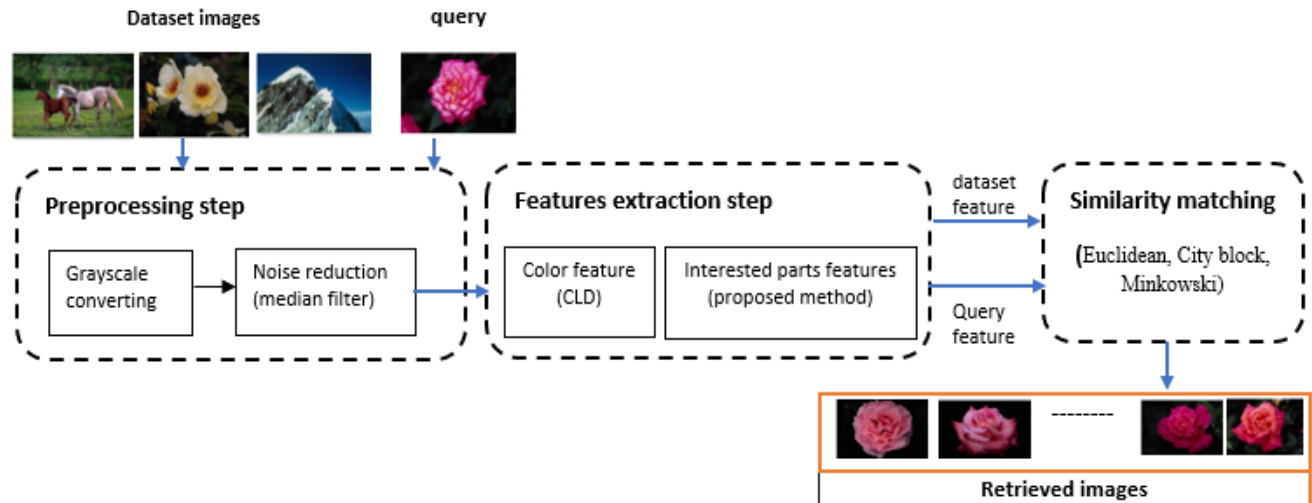 Dataset images
query
Preprocessing step
Grayscale
converting
Noise reduction
(median filter)
Features extraction step
Color feature
(CLD)
Interested parts features
(proposed method)
dataset
feature
Query
feature
Similarity matching
(Euclidean, City block,
Minkowski)
--------
Retrieved images